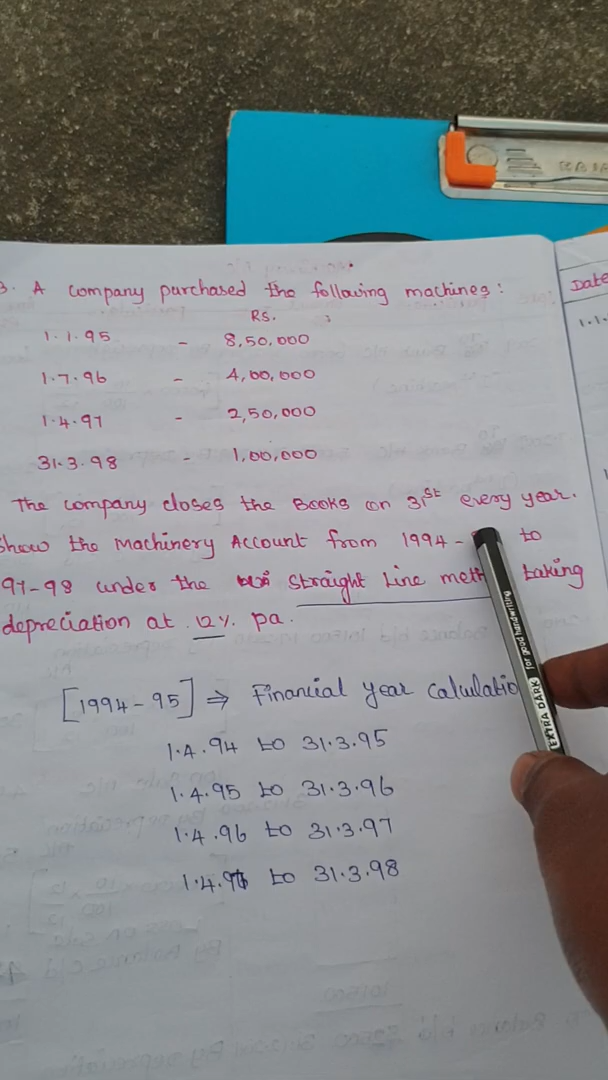 3. A company purchased the following machines:
Rs.
1.1.95 - 8,50,000
1.7.96 - 4,00,000
1.4.97 - 2,50,000
31.3.98 - 1,00,000
The company closes the Books on 31st every year.
Show the Machinery Account from 1994- to
97-98 under the Straight Line meth taking
depreciation at 12% pa.
[1994-95] ⇒ Financial year calculatio
1.4.94 to 31.3.95
1.4.95 to 31.3.96
1.4.96 to 31.3.97
1.4.97 to 31.3.98
Date
1.1.
EXTRA DARK for good handwriting